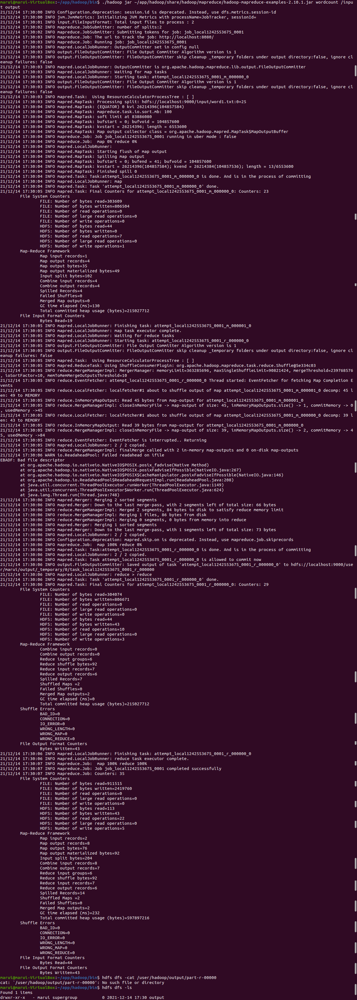 marui@marui-VirtualBox:~/app/hadoop/bin$ ./hadoop jar ~/app/hadoop/share/hadoop/mapreduce/hadoop-mapreduce-examples-2.10.1.jar wordcount /inpu
t output
21/12/14 17:30:00 INFO Configuration.deprecation: session.id is deprecated. Instead, use dfs.metrics.session-id
21/12/14 17:30:00 INFO jvm.JvmMetrics: Initializing JVM Metrics with processName=JobTracker, sessionId=
21/12/14 17:30:01 INFO input.FileInputFormat: Total input files to process : 2
21/12/14 17:30:02 INFO mapreduce.JobSubmitter: number of splits:2
21/12/14 17:30:02 INFO mapreduce.JobSubmitter: Submitting tokens for job: job_local1242553675_0001
21/12/14 17:30:03 INFO mapreduce.Job: The url to track the job: http://localhost:8080/
21/12/14 17:30:03 INFO mapreduce.Job: Running job: job_local1242553675_0001
21/12/14 17:30:03 INFO mapred.LocalJobRunner: OutputCommitter set in config null
21/12/14 17:30:03 INFO output.FileOutputCommitter: File Output Committer Algorithm version is 1
21/12/14 17:30:03 INFO output.FileOutputCommitter: FileOutputCommitter skip cleanup _temporary folders under output directory:false, ignore cl
eanup failures: false
21/12/14 17:30:03 INFO mapred.LocalJobRunner: OutputCommitter is org.apache.hadoop.mapreduce.lib.output.FileOutputCommitter
21/12/14 17:30:03 INFO mapred.LocalJobRunner: Waiting for map tasks
21/12/14 17:30:03 INFO mapred.LocalJobRunner: Starting task: attempt_local1242553675_0001_m_000000_0
21/12/14 17:30:03 INFO output.FileOutputCommitter: File Output Committer Algorithm version is 1
21/12/14 17:30:03 INFO output.FileOutputCommitter: FileOutputCommitter skip cleanup _temporary folders under output directory:false, ignore cl
eanup failures: false
21/12/14 17:30:03 INFO mapred.Task:  Using ResourceCalculatorProcessTree : [ ]
21/12/14 17:30:03 INFO mapred.MapTask: Processing split: hdfs://localhost:9000/input/word1.txt:0+25
21/12/14 17:30:04 INFO mapred.MapTask: (EQUATOR) 0 kvi 26214396(104857584)
21/12/14 17:30:04 INFO mapred.MapTask: mapreduce.task.io.sort.mb: 100
21/12/14 17:30:04 INFO mapred.MapTask: soft limit at 83886080
21/12/14 17:30:04 INFO mapred.MapTask: bufstart = 0; bufvoid = 104857600
21/12/14 17:30:04 INFO mapred.MapTask: kvstart = 26214396; length = 6553600
21/12/14 17:30:04 INFO mapred.MapTask: Map output collector class = org.apache.hadoop.mapred.MapTask$MapOutputBuffer
21/12/14 17:30:04 INFO mapreduce.Job: Job job_local1242553675_0001 running in uber mode : false
21/12/14 17:30:04 INFO mapreduce.Job:  map 0% reduce 0%
21/12/14 17:30:04 INFO mapred.LocalJobRunner:
21/12/14 17:30:04 INFO mapred.MapTask: Starting flush of map output
21/12/14 17:30:04 INFO mapred.MapTask: Spilling map output
21/12/14 17:30:04 INFO mapred.MapTask: bufstart = 0; bufend = 41; bufvoid = 104857600
21/12/14 17:30:04 INFO mapred.MapTask: kvstart = 26214396(104857584); kvend = 26214384(104857536); length = 13/6553600
21/12/14 17:30:04 INFO mapred.MapTask: Finished spill 0
21/12/14 17:30:04 INFO mapred.Task: Task:attempt_local1242553675_0001_m_000000_0 is done. And is in the process of committing
21/12/14 17:30:04 INFO mapred.LocalJobRunner: map
21/12/14 17:30:04 INFO mapred.Task: Task 'attempt_local1242553675_0001_m_000000_0' done.
21/12/14 17:30:05 INFO mapred.Task: Final Counters for attempt_local1242553675_0001_m_000000_0: Counters: 23
File System Counters
FILE: Number of bytes read=303609
FILE: Number of bytes written=806504
FILE: Number of read operations=0
FILE: Number of large read operations=0
FILE: Number of write operations=0
HDFS: Number of bytes read=44
HDFS: Number of bytes written=0
HDFS: Number of read operations=7
HDFS: Number of large read operations=0
HDFS: Number of write operations=1
Map-Reduce Framework
Map input records=1
Map output records=4
Map output bytes=35
Map output materialized bytes=49
Input split bytes=102
Combine input records=4
Combine output records=4
Spilled Records=4
Failed Shuffles=0
Merged Map outputs=0
GC time elapsed (ms)=130
Total committed heap usage (bytes)=215027712
File Input Format Counters
Bytes Read=19
21/12/14 17:30:05 INFO mapred.LocalJobRunner: Finishing task: attempt_local1242553675_0001_m_000001_0
21/12/14 17:30:05 INFO mapred.LocalJobRunner: map task executor complete.
21/12/14 17:30:05 INFO mapred.LocalJobRunner: Waiting for reduce tasks
21/12/14 17:30:05 INFO mapred.LocalJobRunner: Starting task: attempt_local1242553675_0001_r_000000_0
21/12/14 17:30:05 INFO output.FileOutputCommitter: File Output Committer Algorithm version is 1
21/12/14 17:30:05 INFO output.FileOutputCommitter: FileOutputCommitter skip cleanup _temporary folders under output directory:false, ignore cl
eanup failures: false
21/12/14 17:30:05 INFO mapred.Task:  Using ResourceCalculatorProcessTree : [ ]
21/12/14 17:30:05 INFO mapred.ReduceTask: Using ShuffleConsumerPlugin: org.apache.hadoop.mapreduce.task.reduce.Shuffle@5e334c03
21/12/14 17:30:05 INFO reduce.MergeManagerImpl: MergerManager: memoryLimit=363285696, maxSingleShuffleLimit=90821424, mergeThreshold=239768576
, ioSortFactor=10, memToMemMergeOutputsThreshold=10
21/12/14 17:30:05 INFO reduce.EventFetcher: attempt_local1242553675_0001_r_000000_0 Thread started: EventFetcher for fetching Map Completion E
vents
21/12/14 17:30:05 INFO reduce.LocalFetcher: localfetcher#1 about to shuffle output of map attempt_local1242553675_0001_m_000001_0 decomp: 45 l
en: 49 to MEMORY
21/12/14 17:30:05 INFO reduce.InMemoryMapOutput: Read 45 bytes from map-output for attempt_local1242553675_0001_m_000001_0
21/12/14 17:30:05 INFO reduce.MergeManagerImpl: closeInMemoryFile -> map-output of size: 45, inMemoryMapOutputs.size() -> 1, commitMemory -> 0
, usedMemory ->45
21/12/14 17:30:05 INFO reduce.LocalFetcher: localfetcher#1 about to shuffle output of map attempt_local1242553675_0001_m_000000_0 decomp: 39 l
en: 43 to MEMORY
21/12/14 17:30:05 INFO reduce.InMemoryMapOutput: Read 39 bytes from map-output for attempt_local1242553675_0001_m_000000_0
21/12/14 17:30:05 INFO reduce.MergeManagerImpl: closeInMemoryFile -> map-output of size: 39, inMemoryMapOutputs.size() -> 2, commitMemory -> 4
5, usedMemory ->84
21/12/14 17:30:05 INFO reduce.EventFetcher: EventFetcher is interrupted.. Returning
21/12/14 17:30:05 INFO mapred.LocalJobRunner: 2 / 2 copied.
21/12/14 17:30:05 INFO reduce.MergeManagerImpl: finalMerge called with 2 in-memory map-outputs and 0 on-disk map-outputs
21/12/14 17:30:06 WARN io.ReadaheadPool: Failed readahead on ifile
EBADF: Bad file descriptor
at org.apache.hadoop.io.nativeio.NativeIO$POSIX.posix_fadvise(Native Method)
at org.apache.hadoop.io.nativeio.NativeIO$POSIX.posixFadviseIfPossible(NativeIO.java:267)
at org.apache.hadoop.io.nativeio.NativeIO$POSIX$CacheManipulator.posixFadviseIfPossible(NativeIO.java:146)
at org.apache.hadoop.io.ReadaheadPool$ReadaheadRequestImpl.run(ReadaheadPool.java:208)
at java.util.concurrent.ThreadPoolExecutor.runWorker(ThreadPoolExecutor.java:1149)
at java.util.concurrent.ThreadPoolExecutor$Worker.run(ThreadPoolExecutor.java:624)
at java.lang.Thread.run(Thread.java:748)
21/12/14 17:30:06 INFO mapred.Merger: Merging 2 sorted segments
21/12/14 17:30:06 INFO mapred.Merger: Down to the last merge-pass, with 2 segments left of total size: 66 bytes
21/12/14 17:30:06 INFO reduce.MergeManagerImpl: Merged 2 segments, 84 bytes to disk to satisfy reduce memory limit
21/12/14 17:30:06 INFO reduce.MergeManagerImpl: Merging 1 files, 86 bytes from disk
21/12/14 17:30:06 INFO reduce.MergeManagerImpl: Merging 0 segments, 0 bytes from memory into reduce
21/12/14 17:30:06 INFO mapred.Merger: Merging 1 sorted segments
21/12/14 17:30:06 INFO mapred.Merger: Down to the last merge-pass, with 1 segments left of total size: 73 bytes
21/12/14 17:30:06 INFO mapred.LocalJobRunner: 2 / 2 copied.
21/12/14 17:30:06 INFO Configuration.deprecation: mapred.skip.on is deprecated. Instead, use mapreduce.job.skiprecords
21/12/14 17:30:06 INFO mapreduce.Job:  map 100% reduce 0%
21/12/14 17:30:06 INFO mapred.Task: Task:attempt_local1242553675_0001_r_000000_0 is done. And is in the process of committing
21/12/14 17:30:06 INFO mapred.LocalJobRunner: 2 / 2 copied.
21/12/14 17:30:06 INFO mapred.Task: Task attempt_local1242553675_0001_r_000000_0 is allowed to commit now
21/12/14 17:30:06 INFO output.FileOutputCommitter: Saved output of task 'attempt_local1242553675_0001_r_000000_0' to hdfs://localhost:9000/use
r/marui/output/_temporary/0/task_local1242553675_0001_r_000000
21/12/14 17:30:06 INFO mapred.LocalJobRunner: reduce > reduce
21/12/14 17:30:06 INFO mapred.Task: Task 'attempt_local1242553675_0001_r_000000_0' done.
21/12/14 17:30:06 INFO mapred.Task: Final Counters for attempt_local1242553675_0001_r_000000_0: Counters: 29
File System Counters
FILE: Number of bytes read=304074
FILE: Number of bytes written=806671
FILE: Number of read operations=0
FILE: Number of large read operations=0
FILE: Number of write operations=0
HDFS: Number of bytes read=44
HDFS: Number of bytes written=43
HDFS: Number of read operations=10
HDFS: Number of large read operations=0
HDFS: Number of write operations=3
Map-Reduce Framework
Combine input records=0
Combine output records=0
Reduce input groups=6
Reduce shuffle bytes=92
Reduce input records=7
Reduce output records=6
Spilled Records=7
Shuffled Maps =2
Failed Shuffles=0
Merged Map outputs=2
GC time elapsed (ms)=0
Total committed heap usage (bytes)=215027712
Shuffle Errors
BAD_ID=0
CONNECTION=0
IO_ERROR=0
WRONG_LENGTH=0
WRONG_MAP=0
WRONG_REDUCE=0
File Output Format Counters
Bytes Written=43
21/12/14 17:30:06 INFO mapred.LocalJobRunner: Finishing task: attempt_local1242553675_0001_r_000000_0
21/12/14 17:30:06 INFO mapred.LocalJobRunner: reduce task executor complete.
21/12/14 17:30:07 INFO mapreduce.Job:  map 100% reduce 100%
21/12/14 17:30:07 INFO mapreduce.Job: Job job_local1242553675_0001 completed successfully
21/12/14 17:30:07 INFO mapreduce.Job: Counters: 35
File System Counters
FILE: Number of bytes read=911515
FILE: Number of bytes written=2419760
FILE: Number of read operations=0
FILE: Number of large read operations=0
FILE: Number of write operations=0
HDFS: Number of bytes read=113
HDFS: Number of bytes written=43
HDFS: Number of read operations=22
HDFS: Number of large read operations=0
HDFS: Number of write operations=5
Map-Reduce Framework
Map input records=2
Map output records=8
Map output bytes=76
Map output materialized bytes=92
Input split bytes=204
Combine input records=8
Combine output records=7
Reduce input groups=6
Reduce shuffle bytes=92
Reduce input records=7
Reduce output records=6
Spilled Records=14
Shuffled Maps =2
Failed Shuffles=0
Merged Map outputs=2
GC time elapsed (ms)=232
Total committed heap usage (bytes)=597897216
Shuffle Errors
BAD_ID=0
CONNECTION=0
IO_ERROR=0
WRONG_LENGTH=0
WRONG_MAP=0
WRONG_REDUCE=0
File Input Format Counters
Bytes Read=44
File Output Format Counters
Bytes Written=43
marui@marui-VirtualBox:~/app/hadoop/bin$ hdfs dfs -cat /user/hadoop/output/part-r-00000
cat: `/user/hadoop/output/part-r-00000': No such file or directory
marui@marui-VirtualBox:~/app/hadoop/bin$ hdfs dfs -ls
Found 1 items
drwxr-xr-x   - marui supergroup          0 2021-12-14 17:30 output